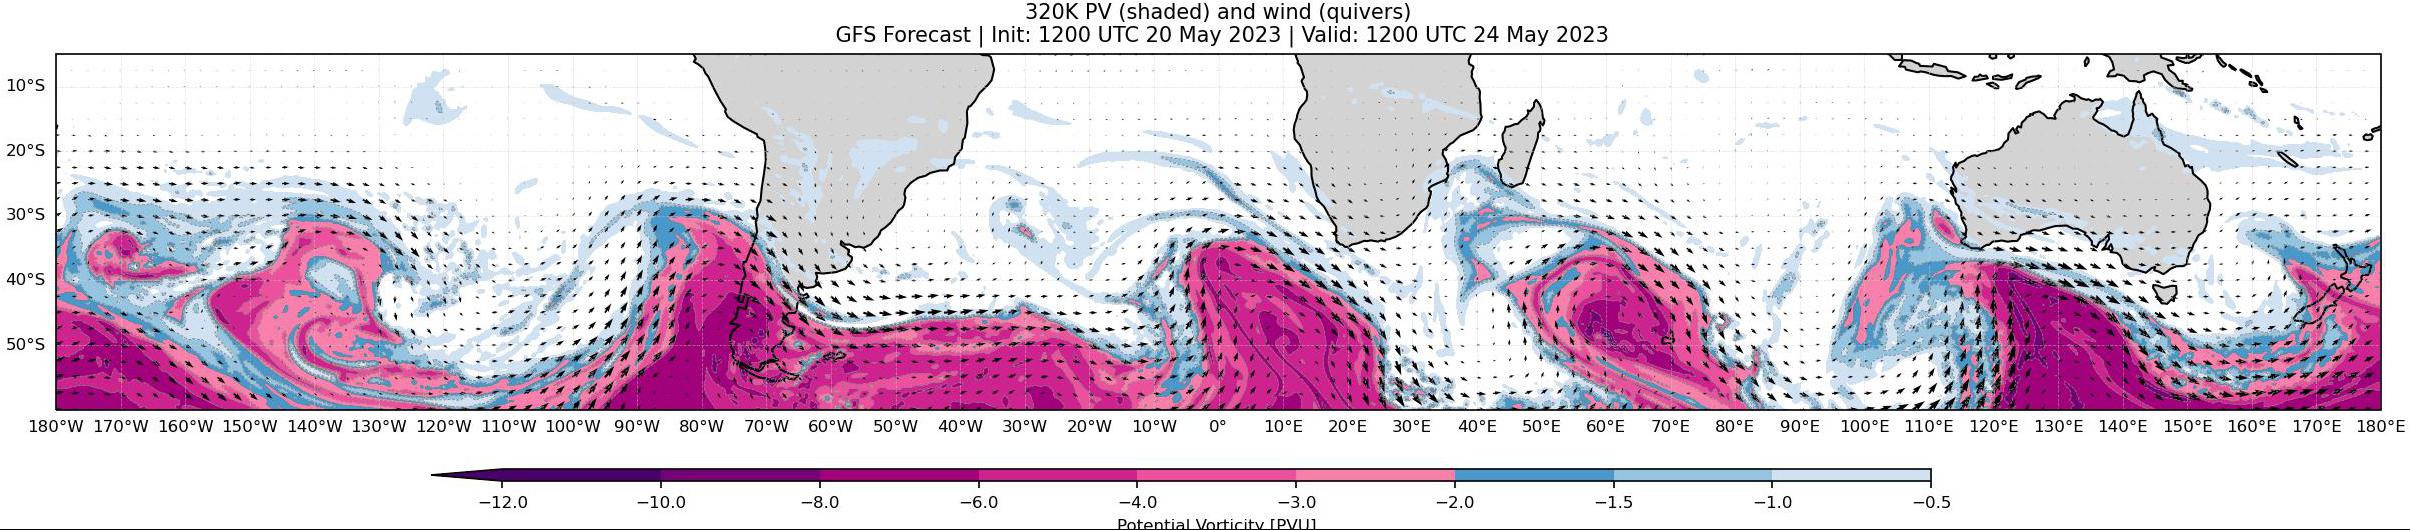 320K PV (shaded) and wind (quivers)
GFS Forecast | Init: 1200 UTC 20 May 2023 | Valid: 1200 UTC 24 May 2023
10°S
20°S
30°S
40°S
50°S
180°W 170°W 160°W 150°W 140°W 130°W 120°W 110°W 100°W 90°W 80°W 70°W 60°W 50°W 40°W 30°W 20°W 10°W 0° 10°E 20°E 30°E 40°E 50°E 60°E 70°E 80°E 90°E 100°E 110°E 120°E 130°E 140°E 150°E 160°E 170°E 180°E
−12.0 −10.0 −8.0 −6.0 −4.0 −3.0 −2.0 −1.5 −1.0 −0.5
Potential Vorticity [PVU]